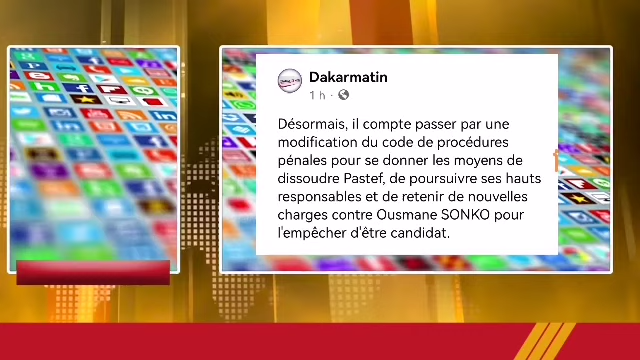 Dakarmatin
1 h ·
Désormais, il compte passer par une
modification du code de procédures
pénales pour se donner les moyens de
dissoudre Pastef, de poursuivre ses hauts
responsables et de retenir de nouvelles
charges contre Ousmane SONKO pour
l'empêcher d'être candidat.